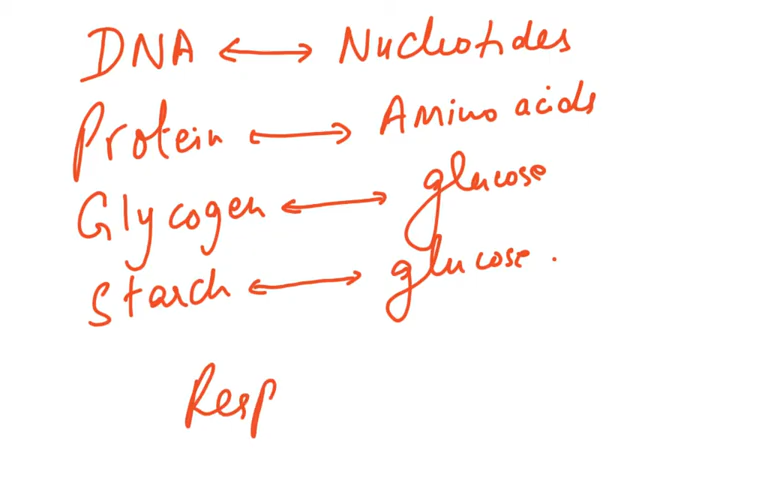 DNA ↔ Nucleotides
Protein ↔ Amino acids
Glycogen ↔ glucose
Starch ↔ glucose.
Resp